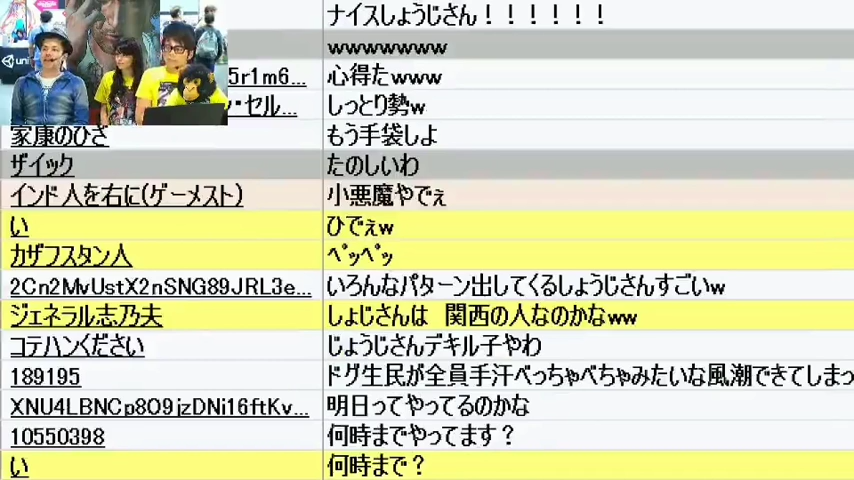 ナイスしょうじさん！！！！！！
wwwwwww
5r1m6... 心得たwww
ン・セル... しっとり勢w
家康のひざ もう手袋しよ
ザイック たのしいわ
インド人を右に(ゲーメスト) 小悪魔やでぇ
い ひでぇw
カザフスタン人 ペッペッ
2Cn2MvUstX2nSNG89JRL3e... いろんなパターン出してくるしょうじさんすごいw
ジェネラル志乃夫 しょじさんは 関西の人なのかなww
コテハンください じょうじさんデキル子やわ
189195 ドグ生民が全員手汗べっちゃべちゃみたいな風潮できてしまっ
XNU4LBNCp8O9jzDNi16ftKv... 明日ってやってるのかな
10550398 何時までやってます？
い 何時まで？